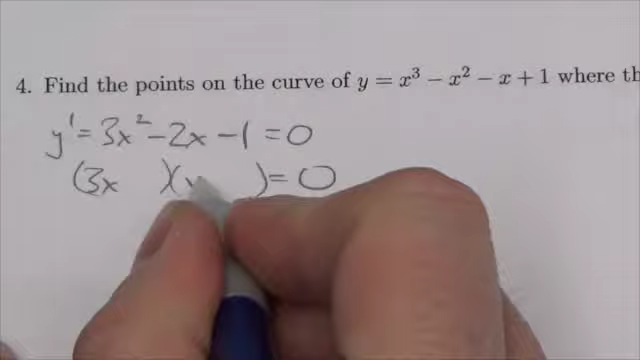 4. Find the points on the curve of y = x³ − x² − x + 1 where th
y' = 3x² − 2x − 1 = 0
(3x )(x ) = 0